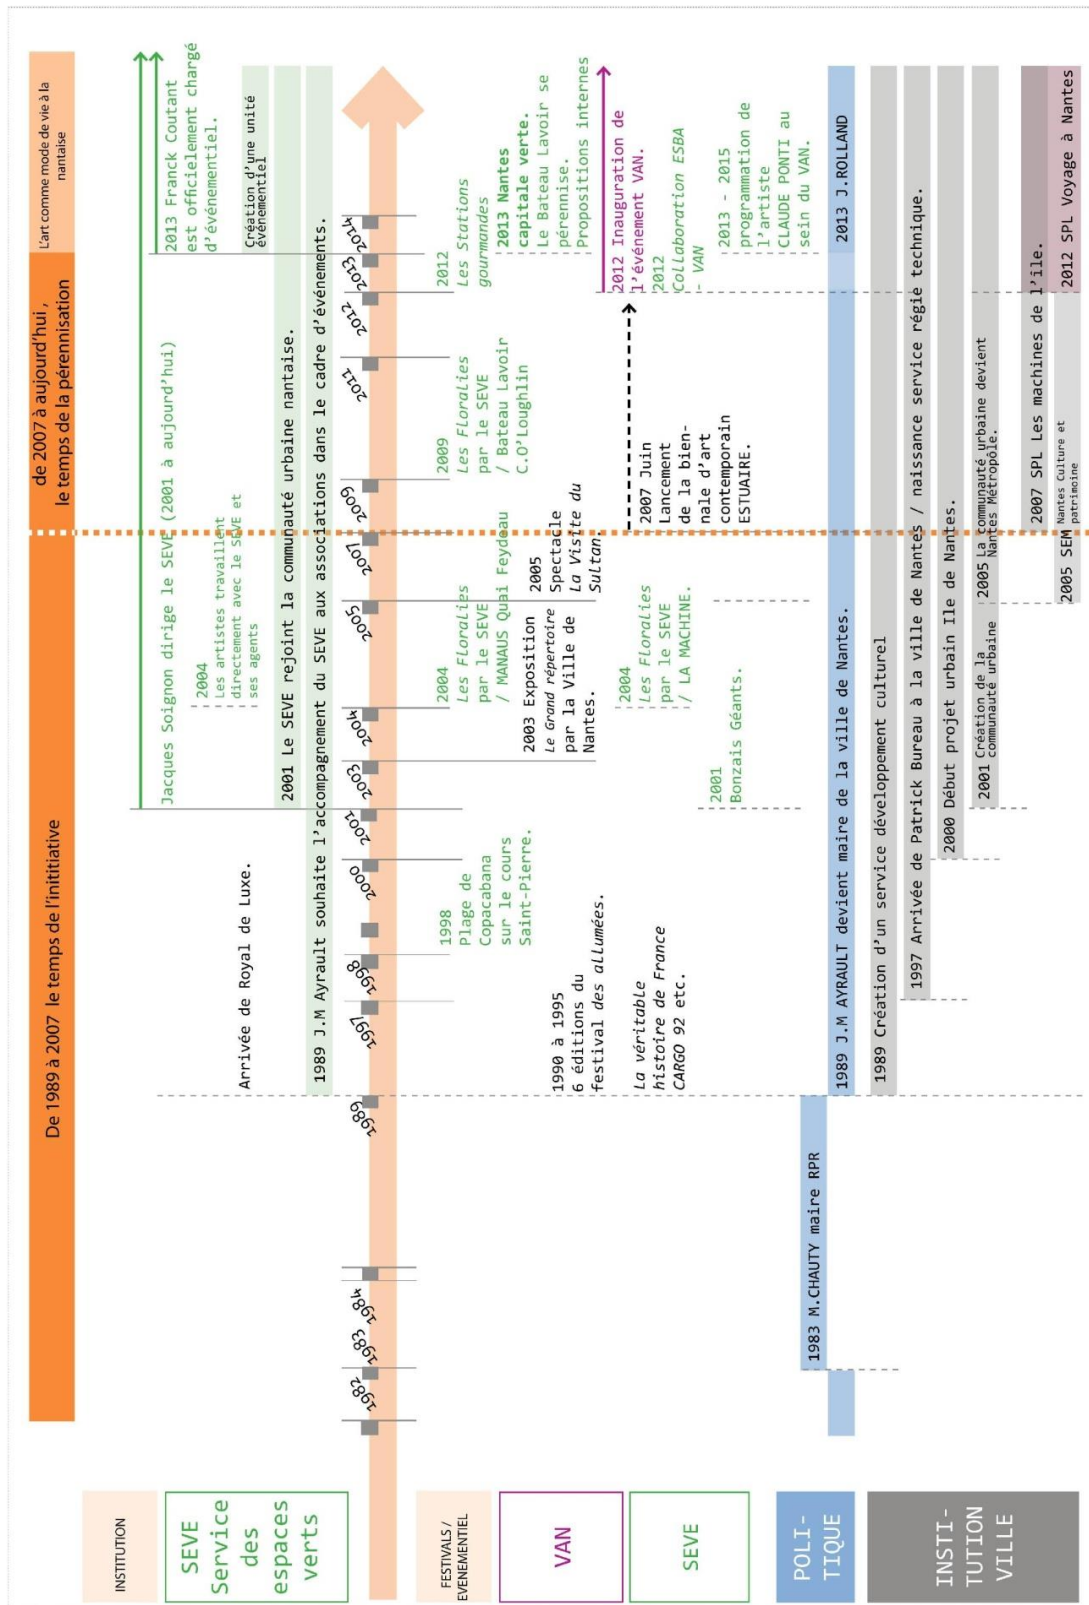 De 1989 à 2007  le temps de l'inititiative
de 2007 à aujourd'hui,
le temps de la pérennisation
L'art comme mode de vie à la
nantaise
INSTITUTION
SEVE
Service
des
espaces
verts
Arrivée de Royal de Luxe.
Jacques Soignon dirige le SEVE (2001 à aujourd'hui)
2004
Les artistes travaillent
directement avec le SEVE et
ses agents
2013 Franck Coutant
est officielement chargé
d'événementiel.
Création d'une unité
événementiel
2001 Le SEVE rejoint la communauté urbaine nantaise.
1989 J.M Ayrault souhaite l'accompagnement du SEVE aux associations dans le cadre d'événements.
1982
1983
1984
1989
1997
1998
2000
2001
2003
2004
2005
2007
2009
2011
2012
2013
2014
FESTIVALS /
EVENEMENTIEL
1998
Plage de
Copacabana
sur le cours
Saint-Pierre.
2004
Les Floralies
par le SEVE
/ MANAUS Quai Feydeau
2009
Les Floralies
par le SEVE
/ Bateau Lavoir
C.O'Loughlin
2012
Les Stations
gourmandes
2013 Nantes
capitale verte.
Le Bateau Lavoir se
pérennise.
Propositions internes
VAN
1990 à 1995
6 éditions du
festival des allumées.
2003 Exposition
Le Grand répertoire
par la Ville de
Nantes.
2005
Spectacle
La Visite du
Sultan.
2012 Inauguration de
l'événement VAN.
SEVE
La véritable
histoire de France
CARGO 92 etc.
2001
Bonzais Géants.
2004
Les Floralies
par le SEVE
/ LA MACHINE.
2007 Juin
Lancement
de la bien-
nale d'art
contemporain
ESTUAIRE.
2012
Collaboration ESBA
- VAN
2013 - 2015
programmation de
l'artiste
CLAUDE PONTI au
sein du VAN.
POLI-
TIQUE
1983 M.CHAUTY maire RPR
1989 J.M AYRAULT devient maire de la ville de Nantes.
2013 J.ROLLAND
INSTI-
TUTION
VILLE
1989 Création d'un service développement culturel
1997 Arrivée de Patrick Bureau à la ville de Nantes / naissance service régie technique.
2000 Début projet urbain Ile de Nantes.
2001 Création de la
communauté urbaine
2005 La communauté urbaine devient
Nantes Métropôle.
2007 SPL Les machines de l'île.
2005 SEM Nantes Culture et
patrimoine
2012 SPL Voyage à Nantes